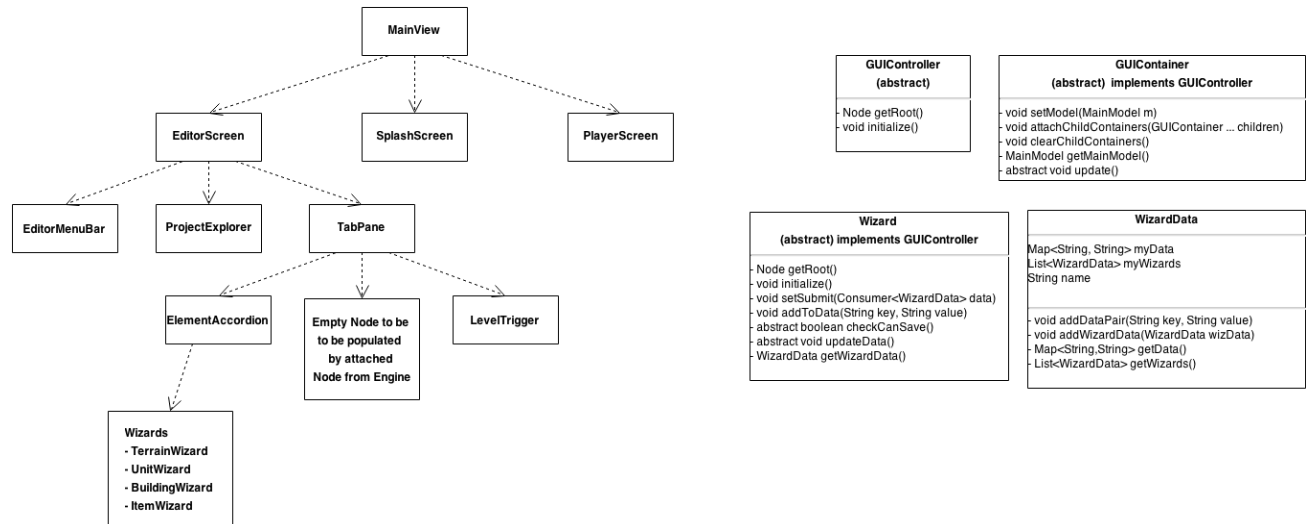 MainView
EditorScreen
SplashScreen
PlayerScreen
EditorMenuBar
ProjectExplorer
TabPane
ElementAccordion
Empty Node to be
to be populated
by attached
Node from Engine
LevelTrigger
Wizards
- TerrainWizard
- UnitWizard
- BuildingWizard
- ItemWizard
GUIController
(abstract)
- Node getRoot()
- void initialize()
GUIContainer
(abstract) implements GUIController
- void setModel(MainModel m)
- void attachChildContainers(GUIContainer ... children)
- void clearChildContainers()
- MainModel getMainModel()
- abstract void update()
Wizard
(abstract) implements GUIController
- Node getRoot()
- void initialize()
- void setSubmit(Consumer<WizardData> data)
- void addToData(String key, String value)
- abstract boolean checkCanSave()
- abstract void updateData()
- WizardData getWizardData()
WizardData
Map<String, String> myData
List<WizardData> myWizards
String name
- void addDataPair(String key, String value)
- void addWizardData(WizardData wizData)
- Map<String,String> getData()
- List<WizardData> getWizards()